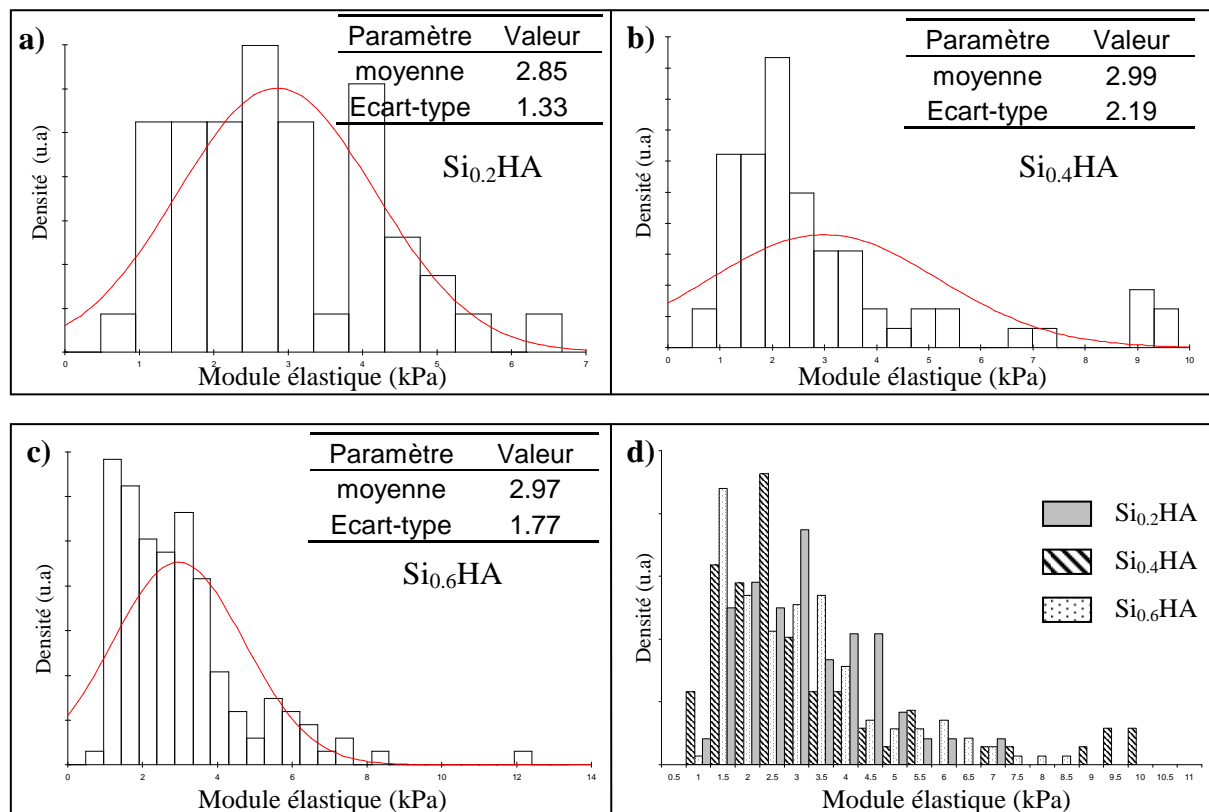 a)
Paramètre Valeur
moyenne 2.85
Ecart-type 1.33
Si0.2HA
Densité (u.a)
0 1 2 3 4 5 6 7
Module élastique (kPa)
b)
Paramètre Valeur
moyenne 2.99
Ecart-type 2.19
Si0.4HA
Densité (u.a)
0 1 2 3 4 5 6 7 8 9 10
Module élastique (kPa)
c)
Paramètre Valeur
moyenne 2.97
Ecart-type 1.77
Si0.6HA
Densité (u.a)
0 2 4 6 8 10 12 14
Module élastique (kPa)
d)
Si0.2HA
Si0.4HA
Si0.6HA
Densité (u.a)
0.5 1 1.5 2 2.5 3 3.5 4 4.5 5 5.5 6 6.5 7 7.5 8 8.5 9 9.5 10 10.5 11
Module élastique (kPa)